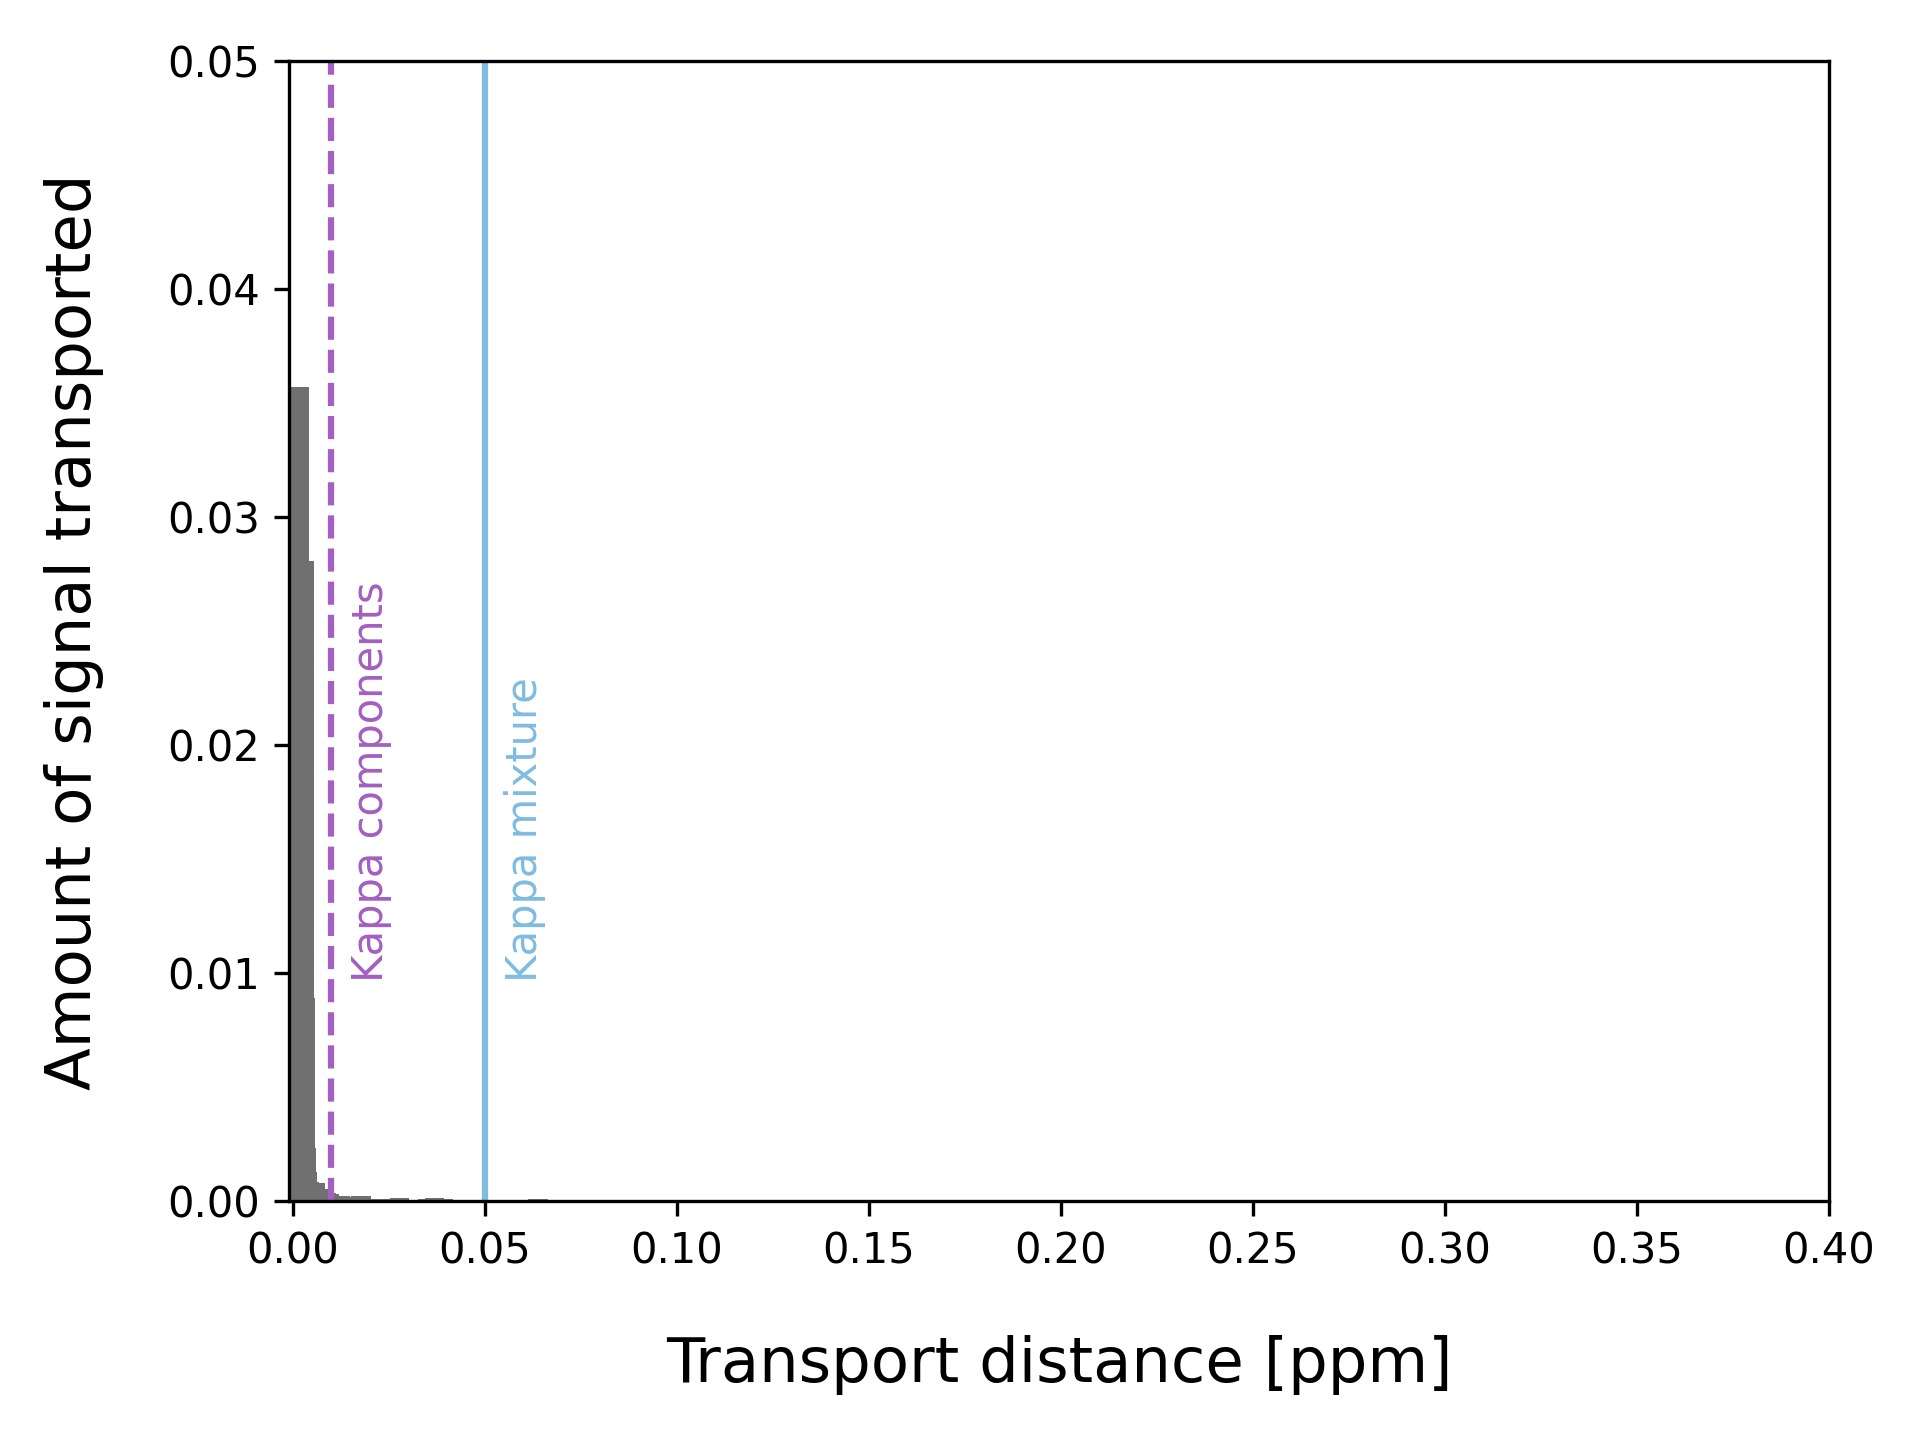 Amount of signal transported
0.05
0.04
0.03
0.02
0.01
0.00
Kappa components
Kappa mixture
0.00 0.05 0.10 0.15 0.20 0.25 0.30 0.35 0.40
Transport distance [ppm]